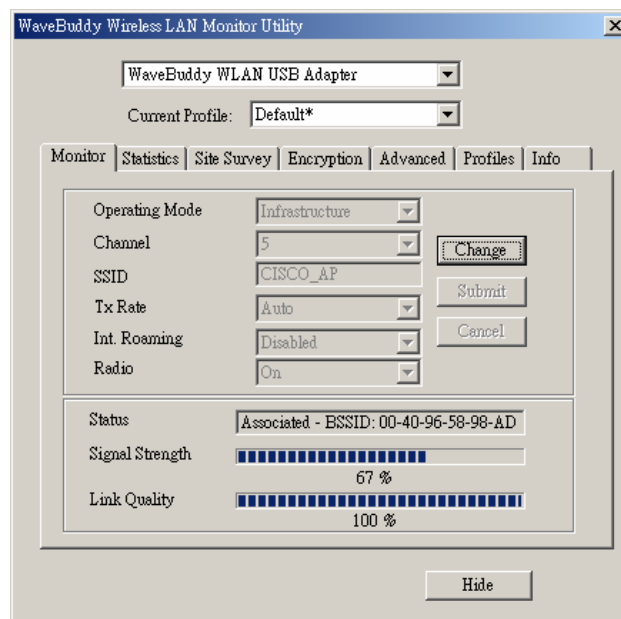 WaveBuddy Wireless LAN Monitor Utility
WaveBuddy WLAN USB Adapter
Current Profile: Default*
Monitor Statistics Site Survey Encryption Advanced Profiles Info
Operating Mode Infrastructure
Channel 5 Change
SSID CISCO_AP
Submit
Tx Rate Auto
Cancel
Int. Roaming Disabled
Radio On
Status Associated - BSSID: 00-40-96-58-98-AD
Signal Strength
67 %
Link Quality
100 %
Hide